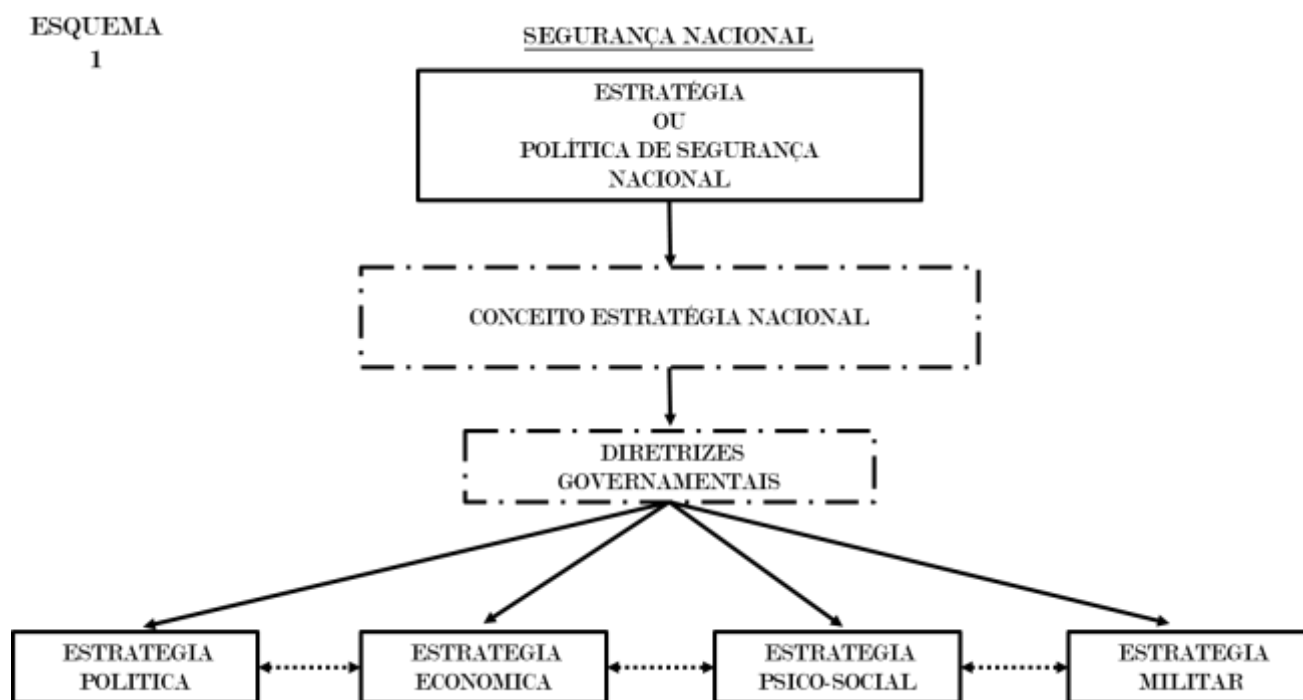 ESQUEMA
1
SEGURANÇA NACIONAL
ESTRATÉGIA
OU
POLÍTICA DE SEGURANÇA
NACIONAL
CONCEITO ESTRATÉGIA NACIONAL
DIRETRIZES
GOVERNAMENTAIS
ESTRATEGIA
POLITICA
ESTRATEGIA
ECONOMICA
ESTRATEGIA
PSICO-SOCIAL
ESTRATEGIA
MILITAR